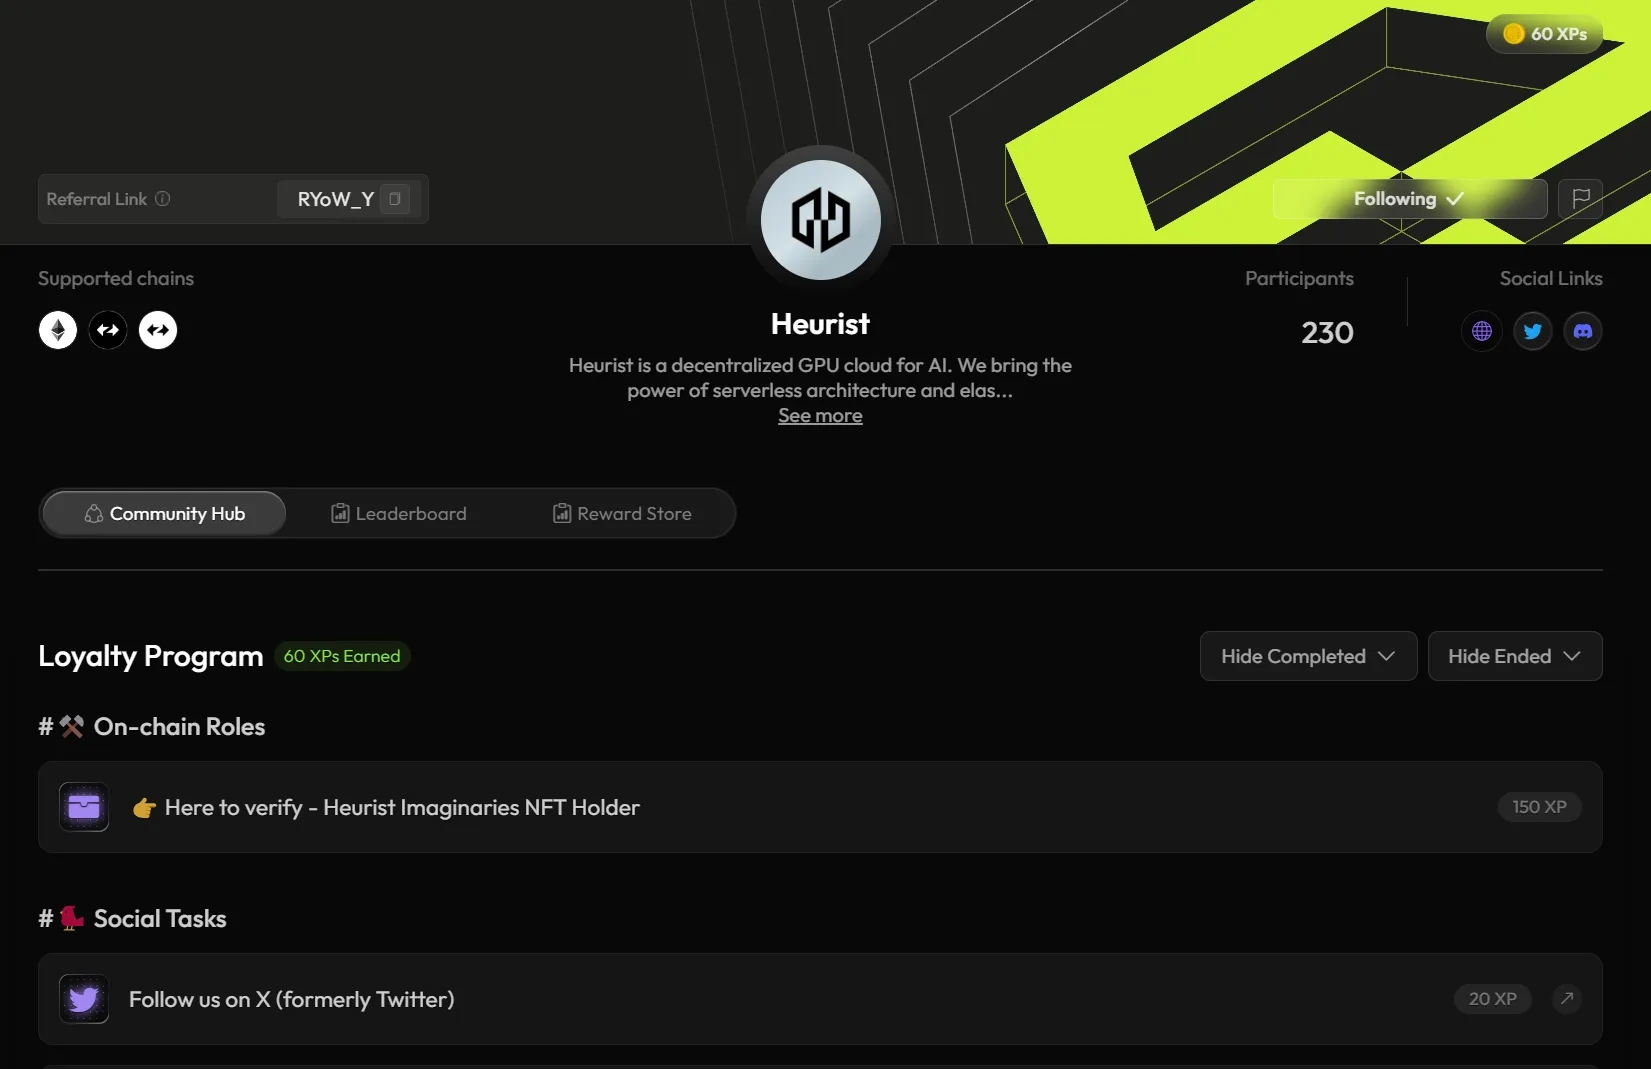 60 XPs
Referral Link
RYoW_Y
Following
Supported chains
Participants
Social Links
230
Heurist
Heurist is a decentralized GPU cloud for AI. We bring the
power of serverless architecture and elas...
See more
Community Hub
Leaderboard
Reward Store
Loyalty Program
60 XPs Earned
Hide Completed
Hide Ended
#⚒️ On-chain Roles
👉 Here to verify - Heurist Imaginaries NFT Holder
150 XP
# Social Tasks
Follow us on X (formerly Twitter)
20 XP